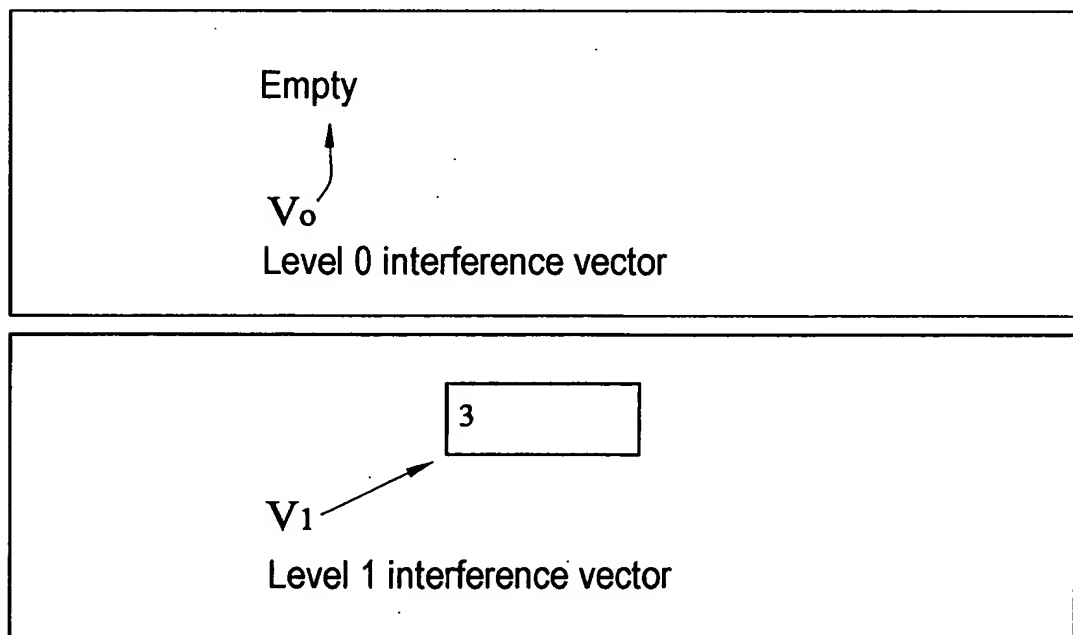 Empty
Vo
Level 0 interference vector
3
V1
Level 1 interference vector